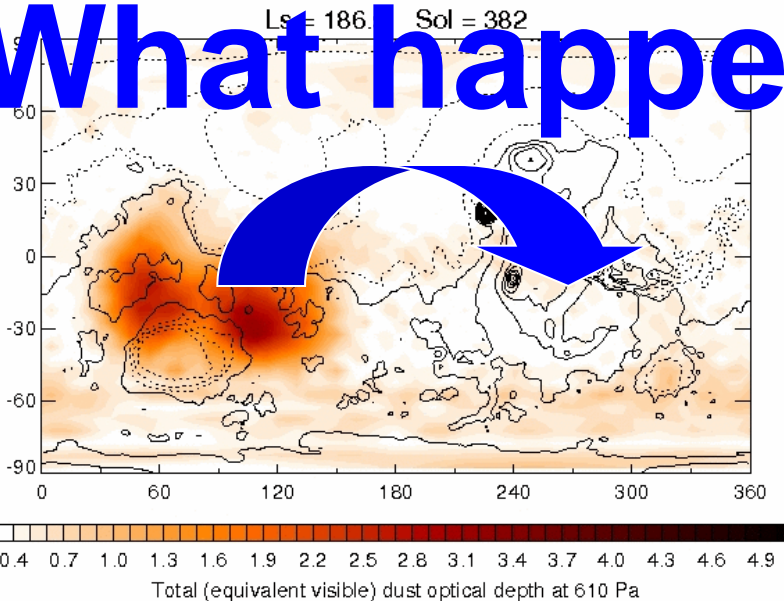 Ls = 186. Sol = 382
What happe
60
30
0
-30
-60
-90
0 60 120 180 240 300 360
0.4 0.7 1.0 1.3 1.6 1.9 2.2 2.5 2.8 3.1 3.4 3.7 4.0 4.3 4.6 4.9
Total (equivalent visible) dust optical depth at 610 Pa